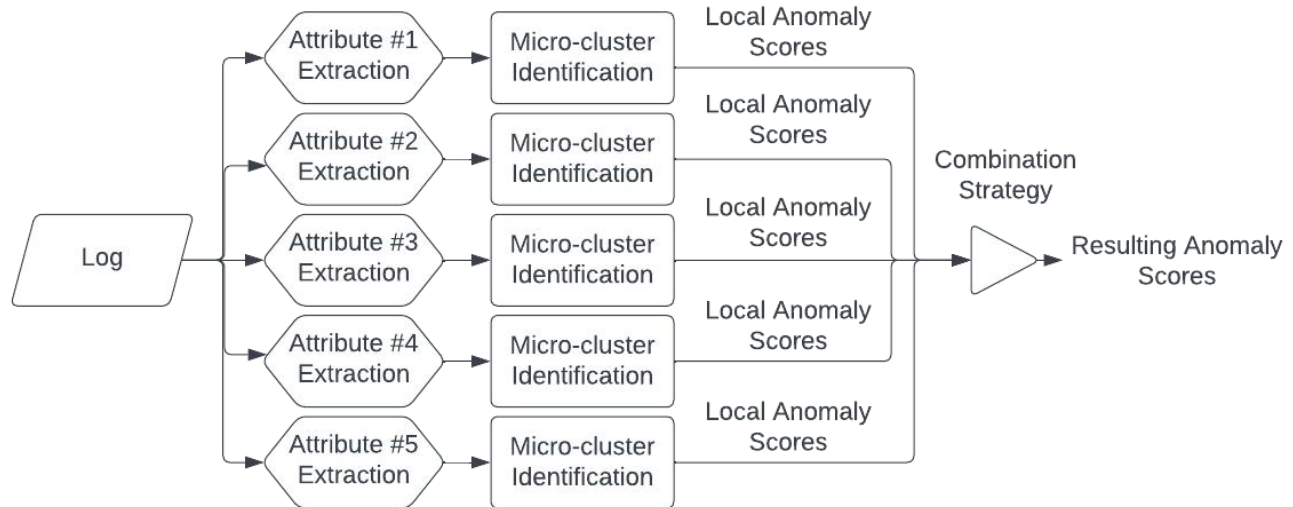 Log
Attribute #1
Extraction
Micro-cluster
Identification
Local Anomaly
Scores
Attribute #2
Extraction
Micro-cluster
Identification
Local Anomaly
Scores
Attribute #3
Extraction
Micro-cluster
Identification
Local Anomaly
Scores
Attribute #4
Extraction
Micro-cluster
Identification
Local Anomaly
Scores
Attribute #5
Extraction
Micro-cluster
Identification
Local Anomaly
Scores
Combination
Strategy
Resulting Anomaly
Scores